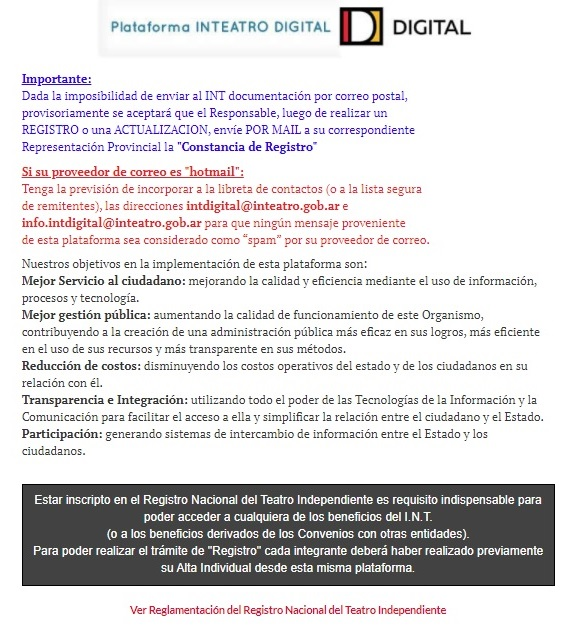 Plataforma INTEATRO DIGITAL DIGITAL
Importante:
Dada la imposibilidad de enviar al INT documentación por correo postal,
provisoriamente se aceptará que el Responsable, luego de realizar un
REGISTRO o una ACTUALIZACION, envíe POR MAIL a su correspondiente
Representación Provincial la "Constancia de Registro"
Si su proveedor de correo es "hotmail":
Tenga la previsión de incorporar a la libreta de contactos (o a la lista segura
de remitentes), las direcciones intdigital@inteatro.gob.ar e
info.intdigital@inteatro.gob.ar para que ningún mensaje proveniente
de esta plataforma sea considerado como “spam” por su proveedor de correo.
Nuestros objetivos en la implementación de esta plataforma son:
Mejor Servicio al ciudadano: mejorando la calidad y eficiencia mediante el uso de información,
procesos y tecnología.
Mejor gestión pública: aumentando la calidad de funcionamiento de este Organismo,
contribuyendo a la creación de una administración pública más eficaz en sus logros, más eficiente
en el uso de sus recursos y más transparente en sus métodos.
Reducción de costos: disminuyendo los costos operativos del estado y de los ciudadanos en su
relación con él.
Transparencia e Integración: utilizando todo el poder de las Tecnologías de la Información y la
Comunicación para facilitar el acceso a ella y simplificar la relación entre el ciudadano y el Estado.
Participación: generando sistemas de intercambio de información entre el Estado y los
ciudadanos.
Estar inscripto en el Registro Nacional del Teatro Independiente es requisito indispensable para
poder acceder a cualquiera de los beneficios del I.N.T.
(o a los beneficios derivados de los Convenios con otras entidades).
Para poder realizar el trámite de "Registro" cada integrante deberá haber realizado previamente
su Alta Individual desde esta misma plataforma.
Ver Reglamentación del Registro Nacional del Teatro Independiente